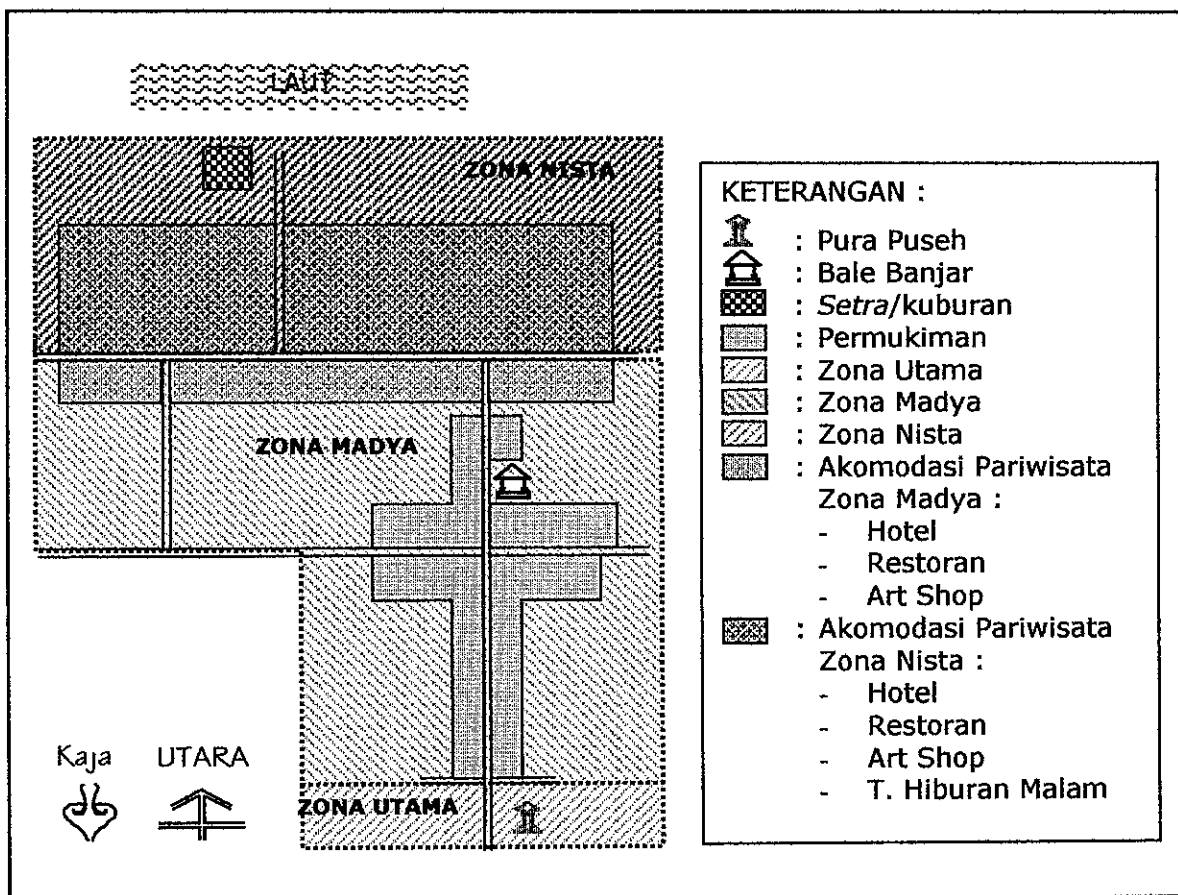 LAUT
ZONA NISTA
ZONA MADYA
ZONA UTAMA
Kaja
UTARA
KETERANGAN :
: Pura Puseh
: Bale Banjar
: Setra/kuburan
: Permukiman
: Zona Utama
: Zona Madya
: Zona Nista
: Akomodasi Pariwisata
Zona Madya :
- Hotel
- Restoran
- Art Shop
: Akomodasi Pariwisata
Zona Nista :
- Hotel
- Restoran
- Art Shop
- T. Hiburan Malam